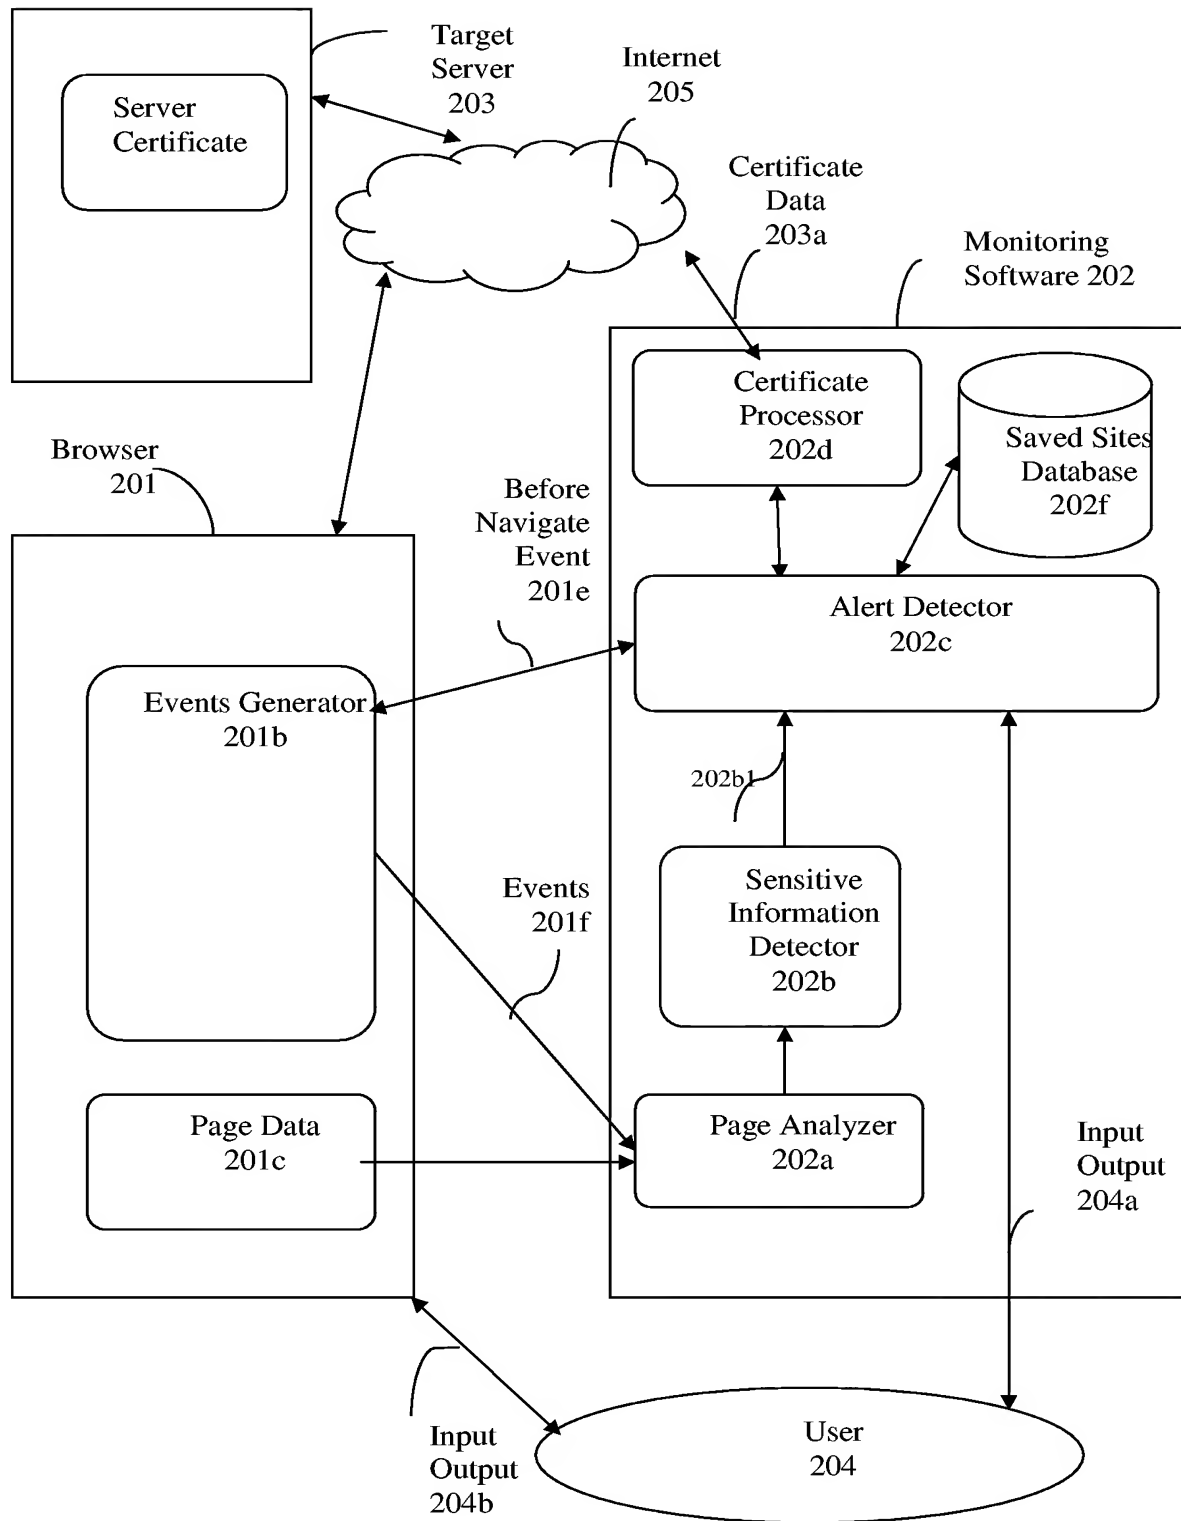 Target
Server
203
Internet
205
Server
Certificate
Certificate
Data
203a
Monitoring
Software 202
Certificate
Processor
202d
Saved Sites
Database
202f
Browser
201
Before
Navigate
Event
201e
Alert Detector
202c
Events Generator
201b
202b1
Events
201f
Sensitive
Information
Detector
202b
Page Data
201c
Page Analyzer
202a
Input
Output
204a
Input
Output
204b
User
204